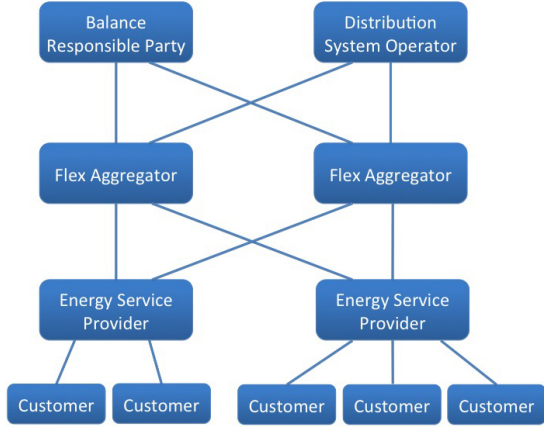 Balance
Responsible Party
Distribution
System Operator
Flex Aggregator
Flex Aggregator
Energy Service
Provider
Energy Service
Provider
Customer
Customer
Customer
Customer
Customer